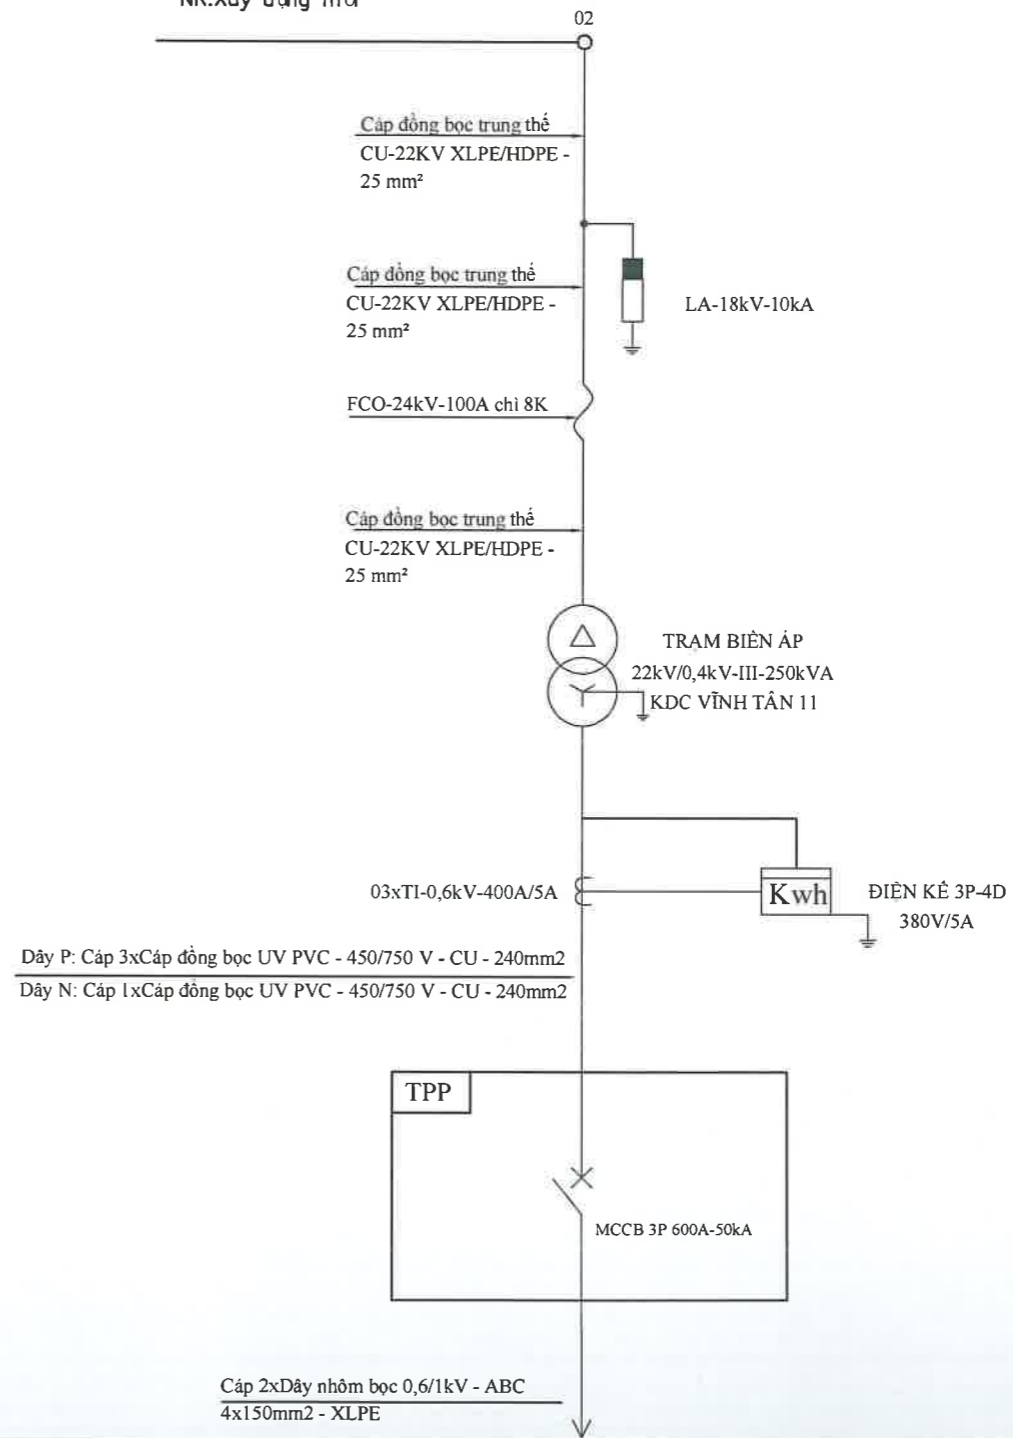 NR:Xây dựng mới
02
Cáp đồng bọc trung thế
CU-22KV XLPE/HDPE -
25 mm²
Cáp đồng bọc trung thế
CU-22KV XLPE/HDPE -
25 mm²
LA-18kV-10kA
FCO-24kV-100A chì 8K
Cáp đồng bọc trung thế
CU-22KV XLPE/HDPE -
25 mm²
TRẠM BIẾN ÁP
22kV/0,4kV-III-250kVA
KDC VĨNH TÂN 11
03xTI-0,6kV-400A/5A
Kwh
ĐIỆN KẾ 3P-4D
380V/5A
Dây P: Cáp 3xCáp đồng bọc UV PVC - 450/750 V - CU - 240mm2
Dây N: Cáp 1xCáp đồng bọc UV PVC - 450/750 V - CU - 240mm2
TPP
MCCB 3P 600A-50kA
Cáp 2xDây nhôm bọc 0,6/1kV - ABC
4x150mm2 - XLPE